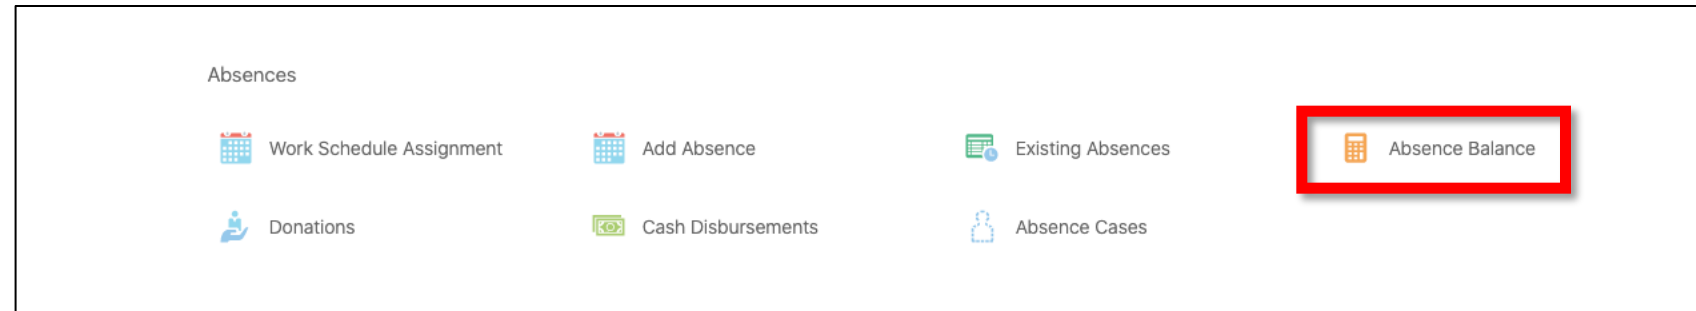 Absences
Work Schedule Assignment
Add Absence
Existing Absences
Absence Balance
Donations
Cash Disbursements
Absence Cases